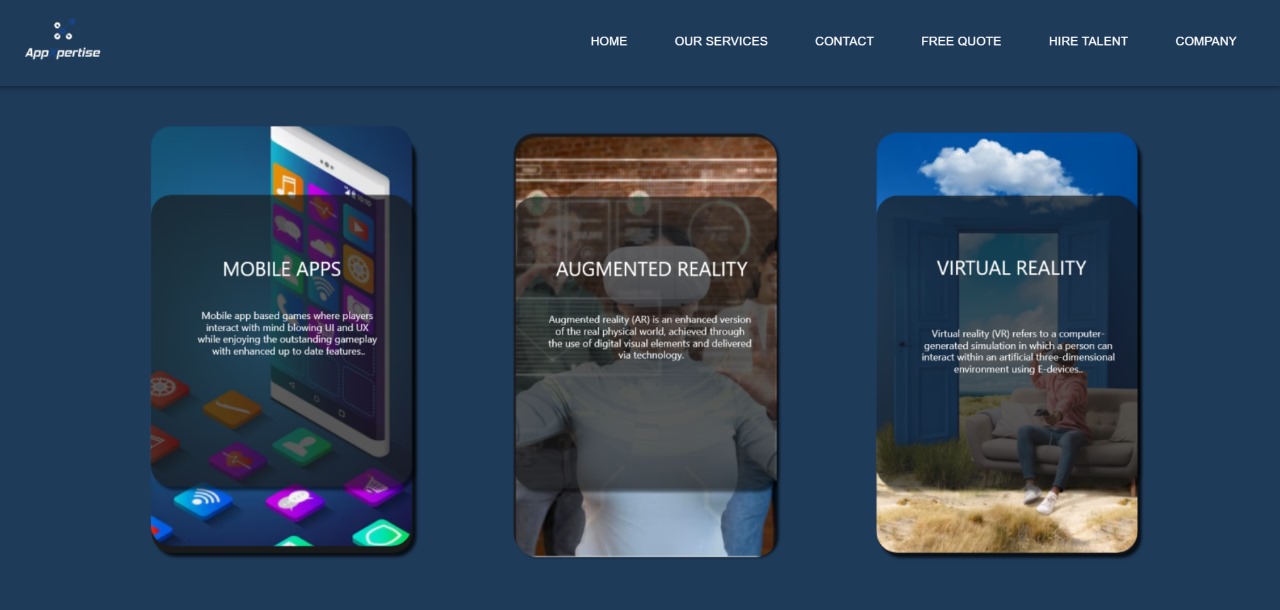 App pertise
HOME
OUR SERVICES
CONTACT
FREE QUOTE
HIRE TALENT
COMPANY
MOBILE APPS
Mobile app based games where players
interact with mind blowing UI and UX
while enjoying the outstanding gameplay
with enhanced up to date features..
AUGMENTED REALITY
Augmented reality (AR) is an enhanced version
of the real physical world, achieved through
the use of digital visual elements and delivered
via technology.
VIRTUAL REALITY
Virtual reality (VR) refers to a computer-
generated simulation in which a person can
interact within an artificial three-dimensional
environment using E-devices..